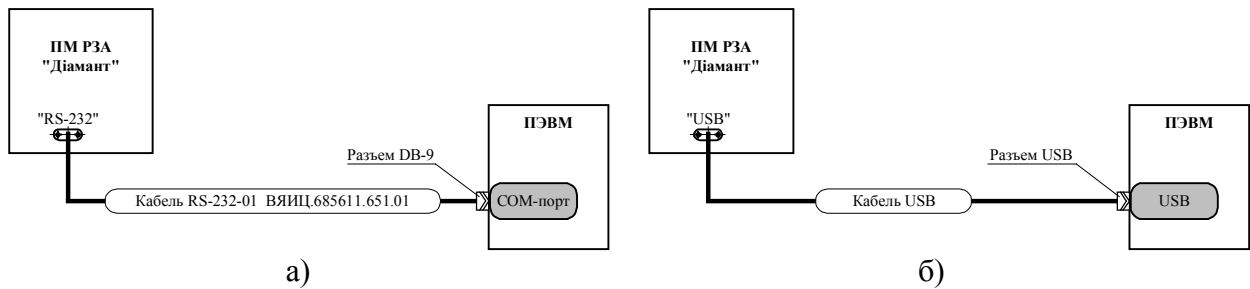 ПМ РЗА
"Діамант"
"RS-232"
ПЭВМ
Разъем DB-9
Кабель RS-232-01 ВЯИЦ.685611.651.01
COM-порт
а)
ПМ РЗА
"Діамант"
"USB"
ПЭВМ
Разъем USB
Кабель USB
USB
б)